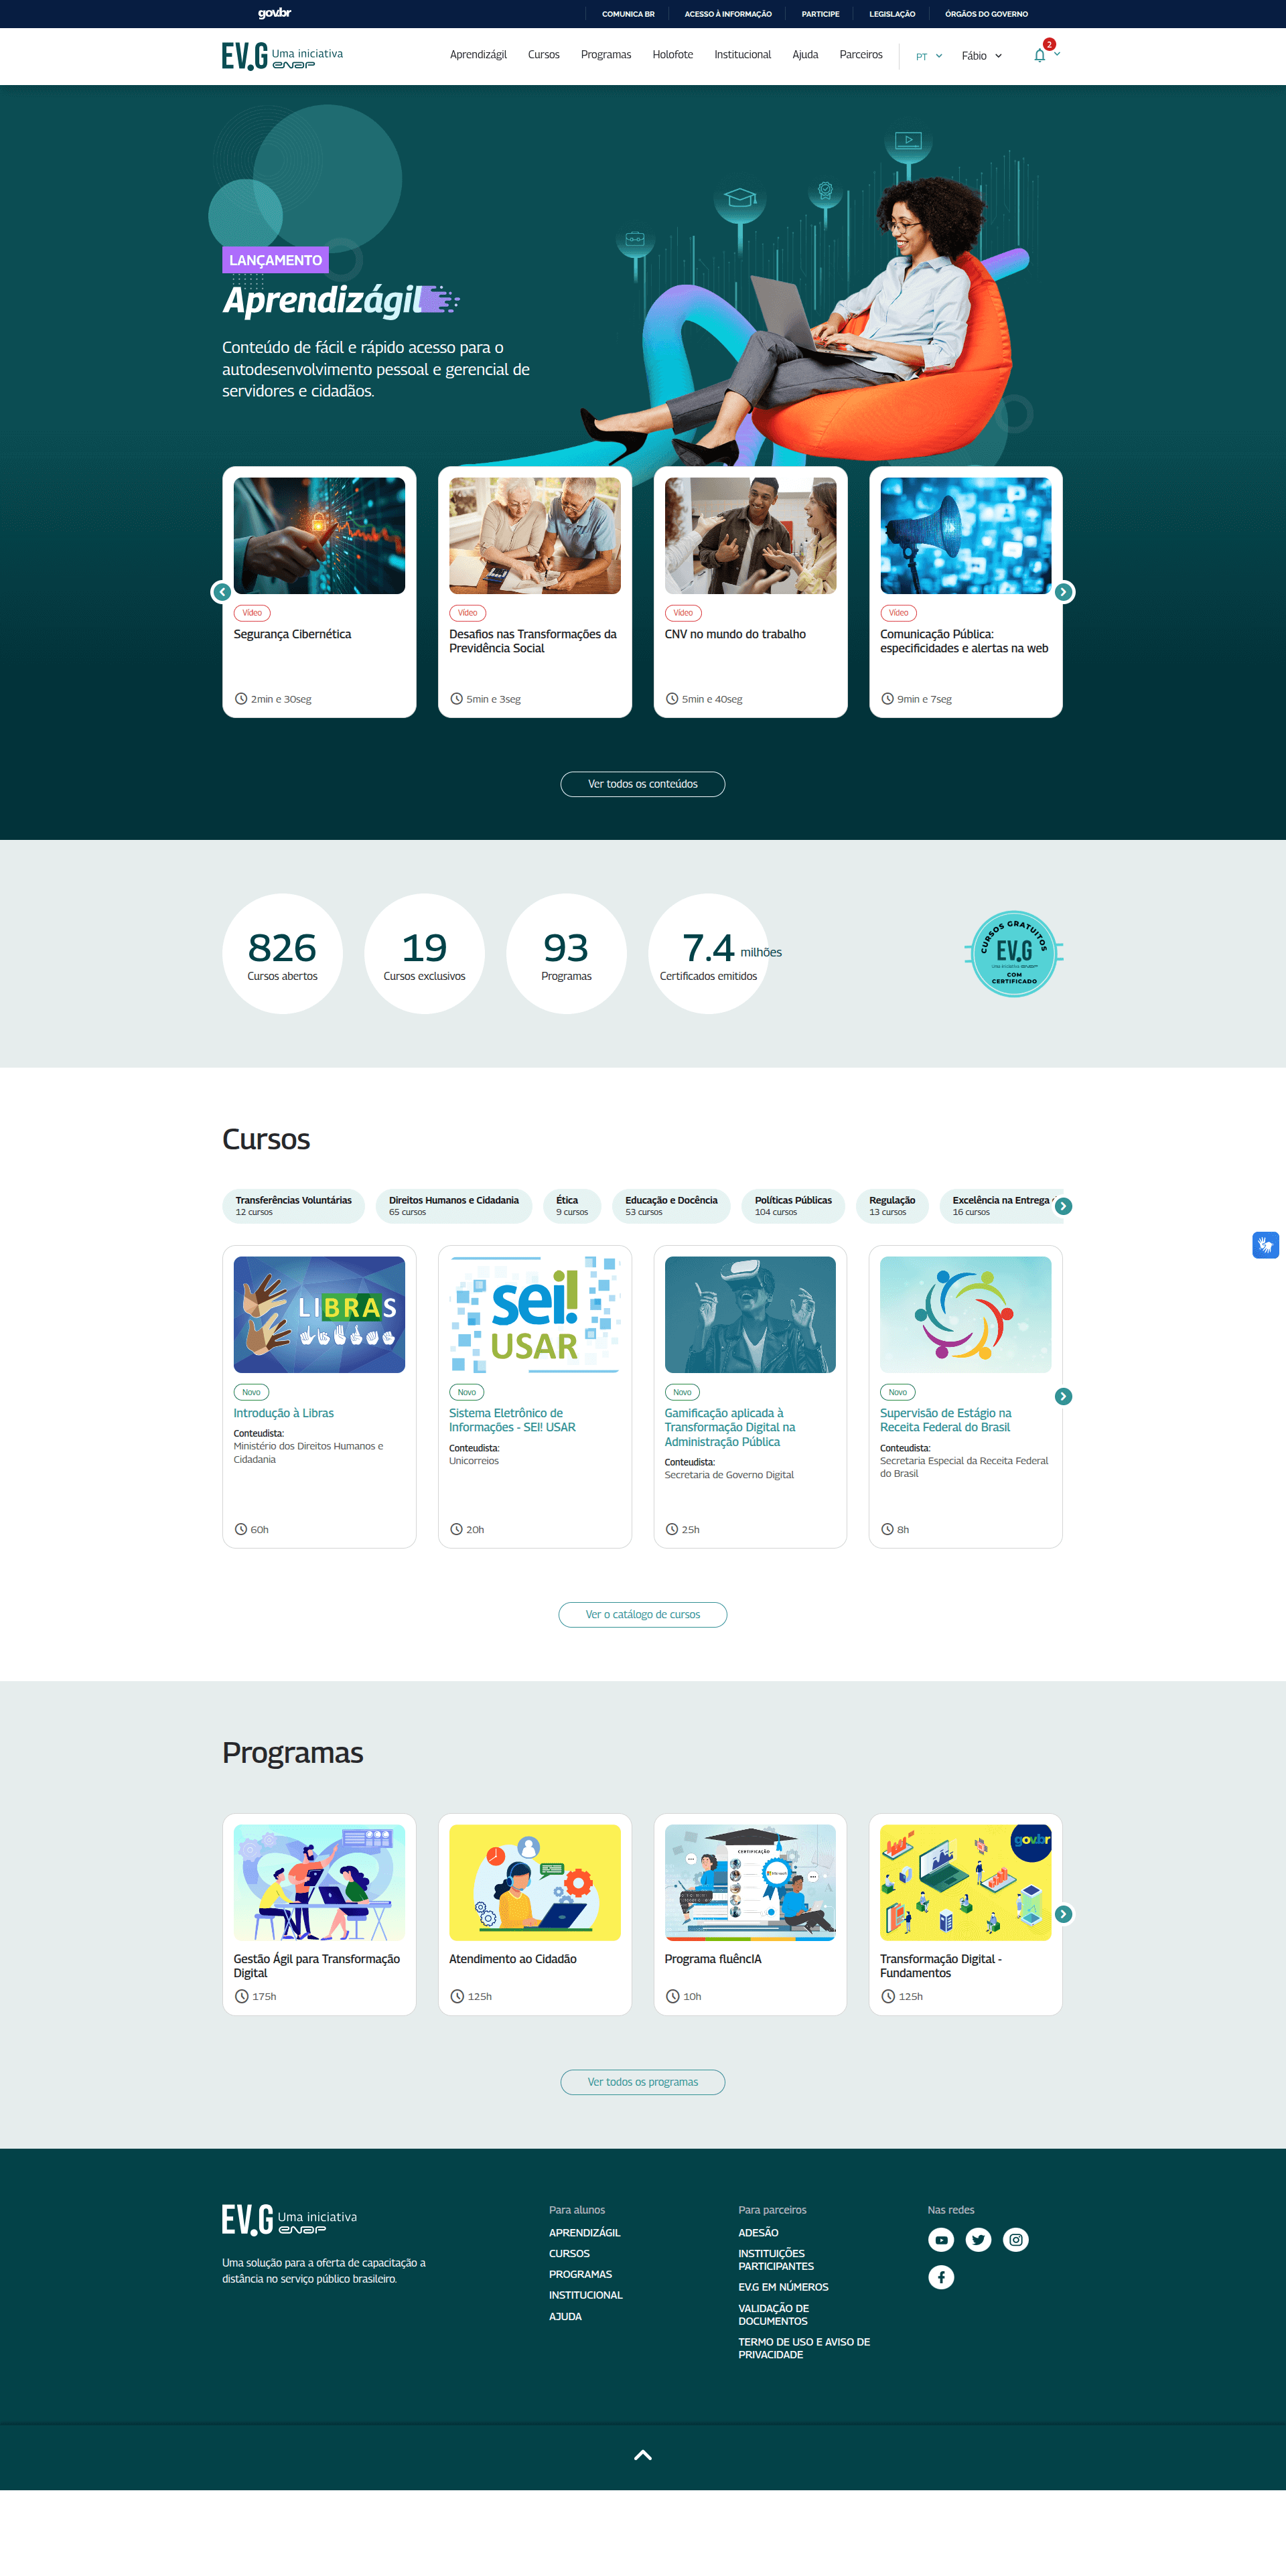 gov.br
COMUNICA BR
ACESSO À INFORMAÇÃO
PARTICIPE
LEGISLAÇÃO
ÓRGÃOS DO GOVERNO
EV.G Uma iniciativa
enap
Aprendizágil
Cursos
Programas
Holofote
Institucional
Ajuda
Parceiros
PT
Fábio
2
LANÇAMENTO
Aprendizágil
Conteúdo de fácil e rápido acesso para o
autodesenvolvimento pessoal e gerencial de
servidores e cidadãos.
Vídeo
Segurança Cibernética
2min e 30seg
Vídeo
Desafios nas Transformações da
Previdência Social
5min e 3seg
Vídeo
CNV no mundo do trabalho
5min e 40seg
Vídeo
Comunicação Pública:
especificidades e alertas na web
9min e 7seg
Ver todos os conteúdos
826
Cursos abertos
19
Cursos exclusivos
93
Programas
7.4 milhões
Certificados emitidos
CURSOS GRATUITOS
EV.G
UMA INICIATIVA enap
COM
CERTIFICADO
Cursos
Transferências Voluntárias
12 cursos
Direitos Humanos e Cidadania
65 cursos
Ética
9 cursos
Educação e Docência
53 cursos
Políticas Públicas
104 cursos
Regulação
13 cursos
Excelência na Entrega
16 cursos
LIBRAS
Novo
Introdução à Libras
Conteudista:
Ministério dos Direitos Humanos e
Cidadania
60h
sei!
USAR
Novo
Sistema Eletrônico de
Informações - SEI! USAR
Conteudista:
Unicorreios
20h
Novo
Gamificação aplicada à
Transformação Digital na
Administração Pública
Conteudista:
Secretaria de Governo Digital
25h
Novo
Supervisão de Estágio na
Receita Federal do Brasil
Conteudista:
Secretaria Especial da Receita Federal
do Brasil
8h
Ver o catálogo de cursos
Programas
Gestão Ágil para Transformação
Digital
175h
Atendimento ao Cidadão
125h
CERTIFICAÇÃO
Microsoft
Programa fluêncIA
10h
gov.br
Transformação Digital -
Fundamentos
125h
Ver todos os programas
EV.G Uma iniciativa
enap
Uma solução para a oferta de capacitação a
distância no serviço público brasileiro.
Para alunos
APRENDIZÁGIL
CURSOS
PROGRAMAS
INSTITUCIONAL
AJUDA
Para parceiros
ADESÃO
INSTITUIÇÕES
PARTICIPANTES
EV.G EM NÚMEROS
VALIDAÇÃO DE
DOCUMENTOS
TERMO DE USO E AVISO DE
PRIVACIDADE
Nas redes